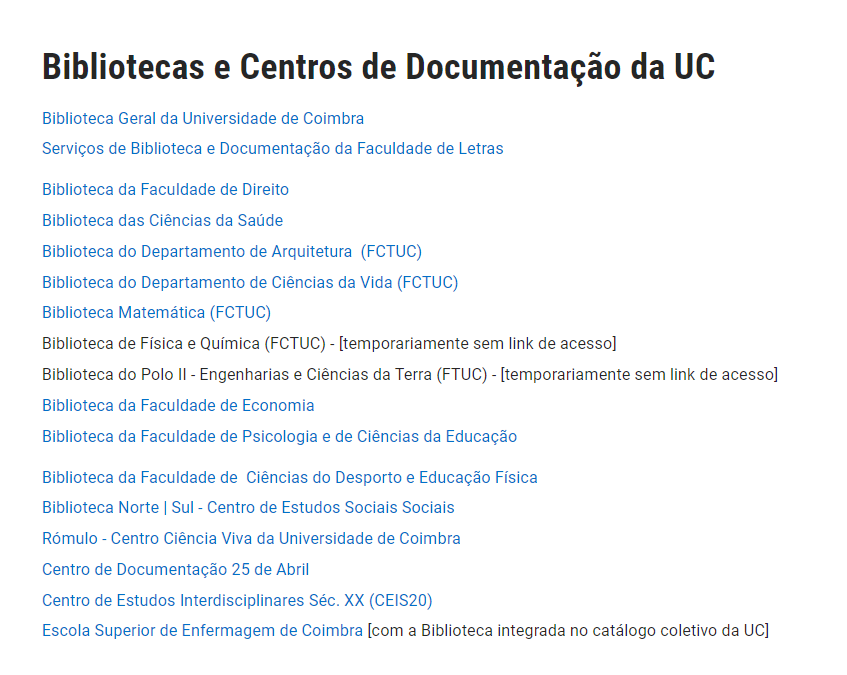 Bibliotecas e Centros de Documentação da UC
Biblioteca Geral da Universidade de Coimbra
Serviços de Biblioteca e Documentação da Faculdade de Letras
Biblioteca da Faculdade de Direito
Biblioteca das Ciências da Saúde
Biblioteca do Departamento de Arquitetura  (FCTUC)
Biblioteca do Departamento de Ciências da Vida (FCTUC)
Biblioteca Matemática (FCTUC)
Biblioteca de Física e Química (FCTUC) - [temporariamente sem link de acesso]
Biblioteca do Polo II - Engenharias e Ciências da Terra (FTUC) - [temporariamente sem link de acesso]
Biblioteca da Faculdade de Economia
Biblioteca da Faculdade de Psicologia e de Ciências da Educação
Biblioteca da Faculdade de  Ciências do Desporto e Educação Física
Biblioteca Norte | Sul - Centro de Estudos Sociais Sociais
Rómulo - Centro Ciência Viva da Universidade de Coimbra
Centro de Documentação 25 de Abril
Centro de Estudos Interdisciplinares Séc. XX (CEIS20)
Escola Superior de Enfermagem de Coimbra [com a Biblioteca integrada no catálogo coletivo da UC]